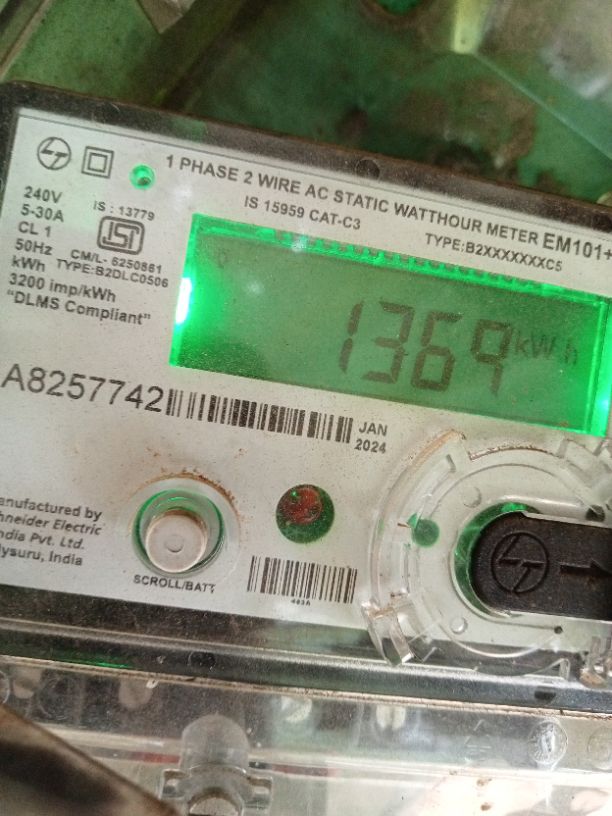 1 PHASE 2 WIRE AC STATIC WATTHOUR METER EM101+
IS 15959 CAT-C3
TYPE:B2XXXXXXXC5
240V
5-30A
CL 1
50Hz
kWh
3200 imp/kWh
"DLMS Compliant"
IS : 13779
ISI
CM/L- 6250861
TYPE:B2DLC0506
1369 kWh
A8257742
JAN
2024
anufactured by
hneider Electric
ndia Pvt. Ltd.
ysuru, India
SCROLL/BATT